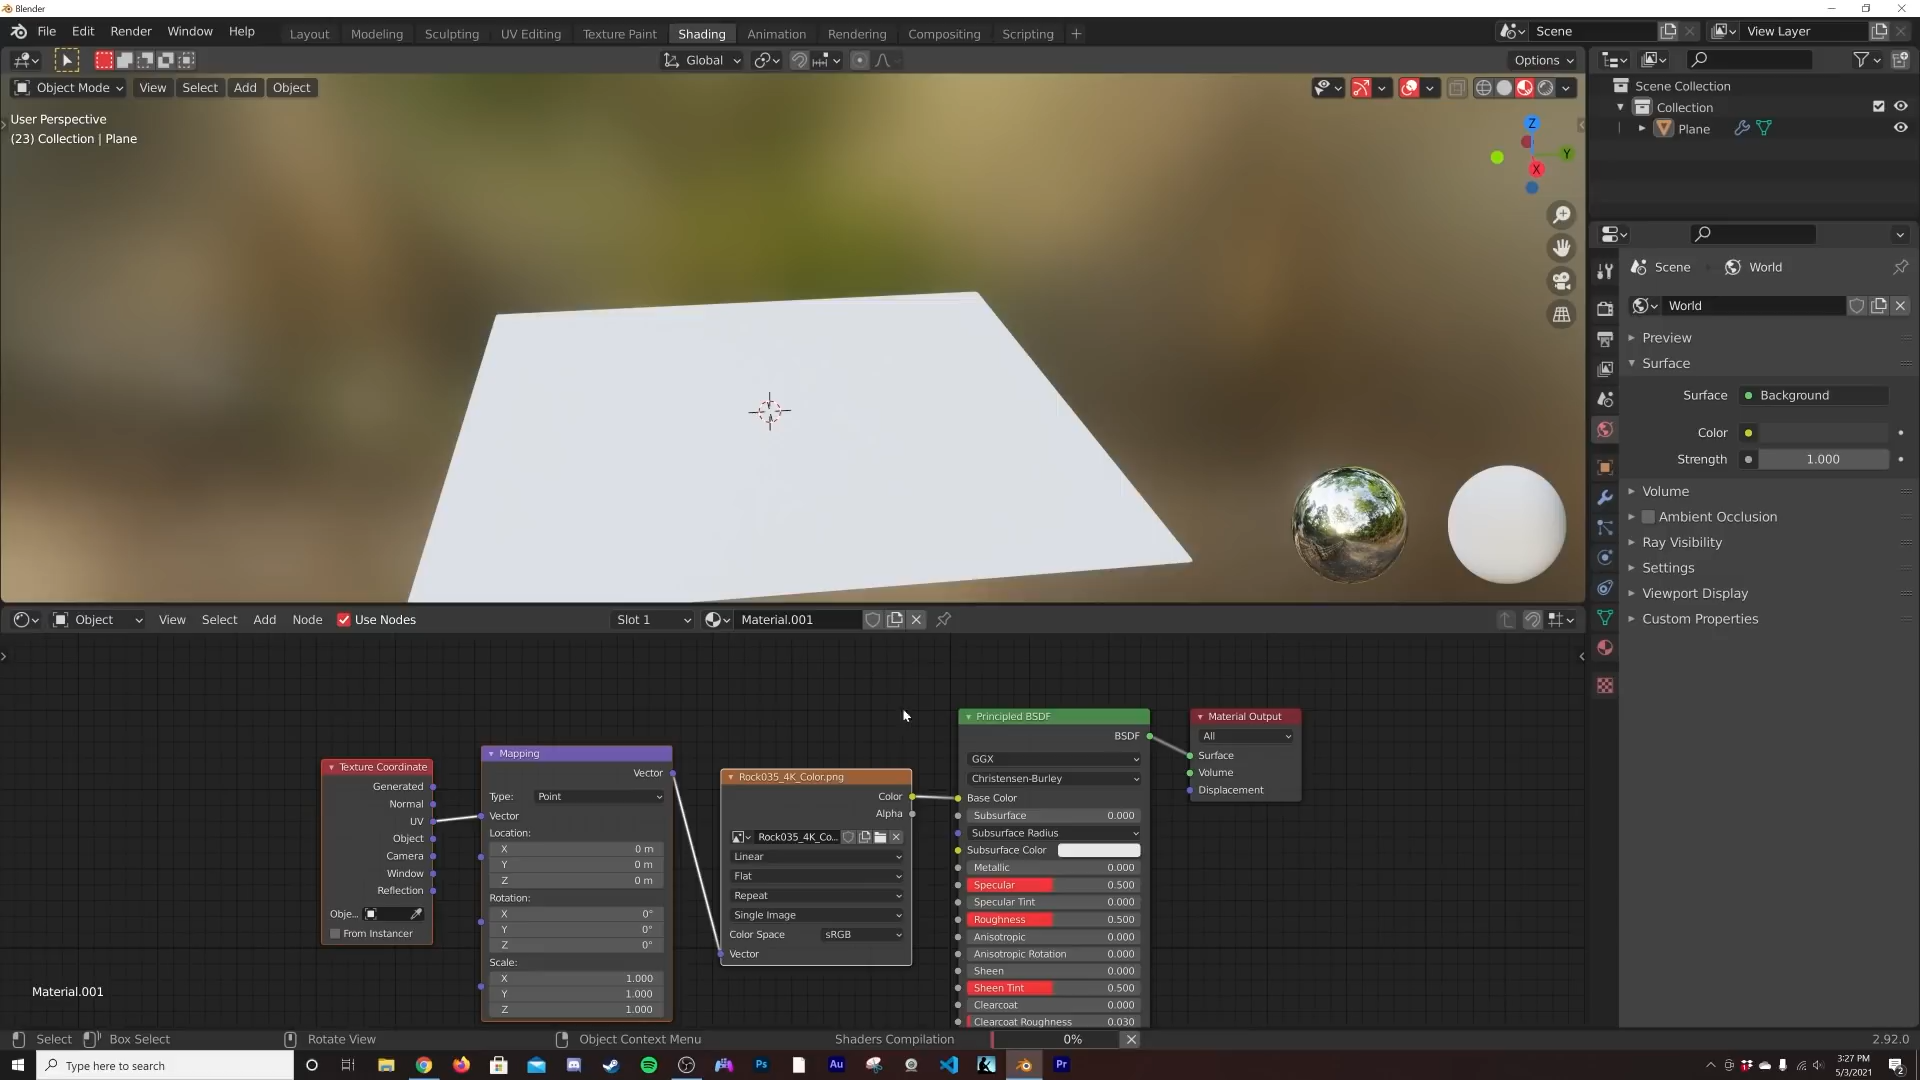 Blender
File Edit Render Window Help
Layout Modeling Sculpting UV Editing Texture Paint Shading Animation Rendering Compositing Scripting +
Scene
View Layer
Global
Options
Object Mode View Select Add Object
User Perspective
(23) Collection | Plane
Z
Y
X
Scene Collection
Collection
Plane
Scene World
World
Preview
Surface
Surface Background
Color
Strength 1.000
Volume
Ambient Occlusion
Ray Visibility
Settings
Viewport Display
Custom Properties
Object View Select Add Node Use Nodes Slot 1 Material.001
Texture Coordinate
Generated
Normal
UV
Object
Camera
Window
Reflection
Obje...
From Instancer
Mapping
Vector
Type: Point
Vector
Location:
X 0 m
Y 0 m
Z 0 m
Rotation:
X 0°
Y 0°
Z 0°
Scale:
X 1.000
Y 1.000
Z 1.000
Rock035_4K_Color.png
Color
Alpha
Rock035_4K_Co...
Linear
Flat
Repeat
Single Image
Color Space sRGB
Vector
Principled BSDF
BSDF
GGX
Christensen-Burley
Base Color
Subsurface 0.000
Subsurface Radius
Subsurface Color
Metallic 0.000
Specular 0.500
Specular Tint 0.000
Roughness 0.500
Anisotropic 0.000
Anisotropic Rotation 0.000
Sheen 0.000
Sheen Tint 0.500
Clearcoat 0.000
Clearcoat Roughness 0.030
Material Output
All
Surface
Volume
Displacement
Material.001
Select Box Select Rotate View Object Context Menu Shaders Compilation 0% 2.92.0
Type here to search
Ps
Au
Pr
3:27 PM
5/3/2021
2